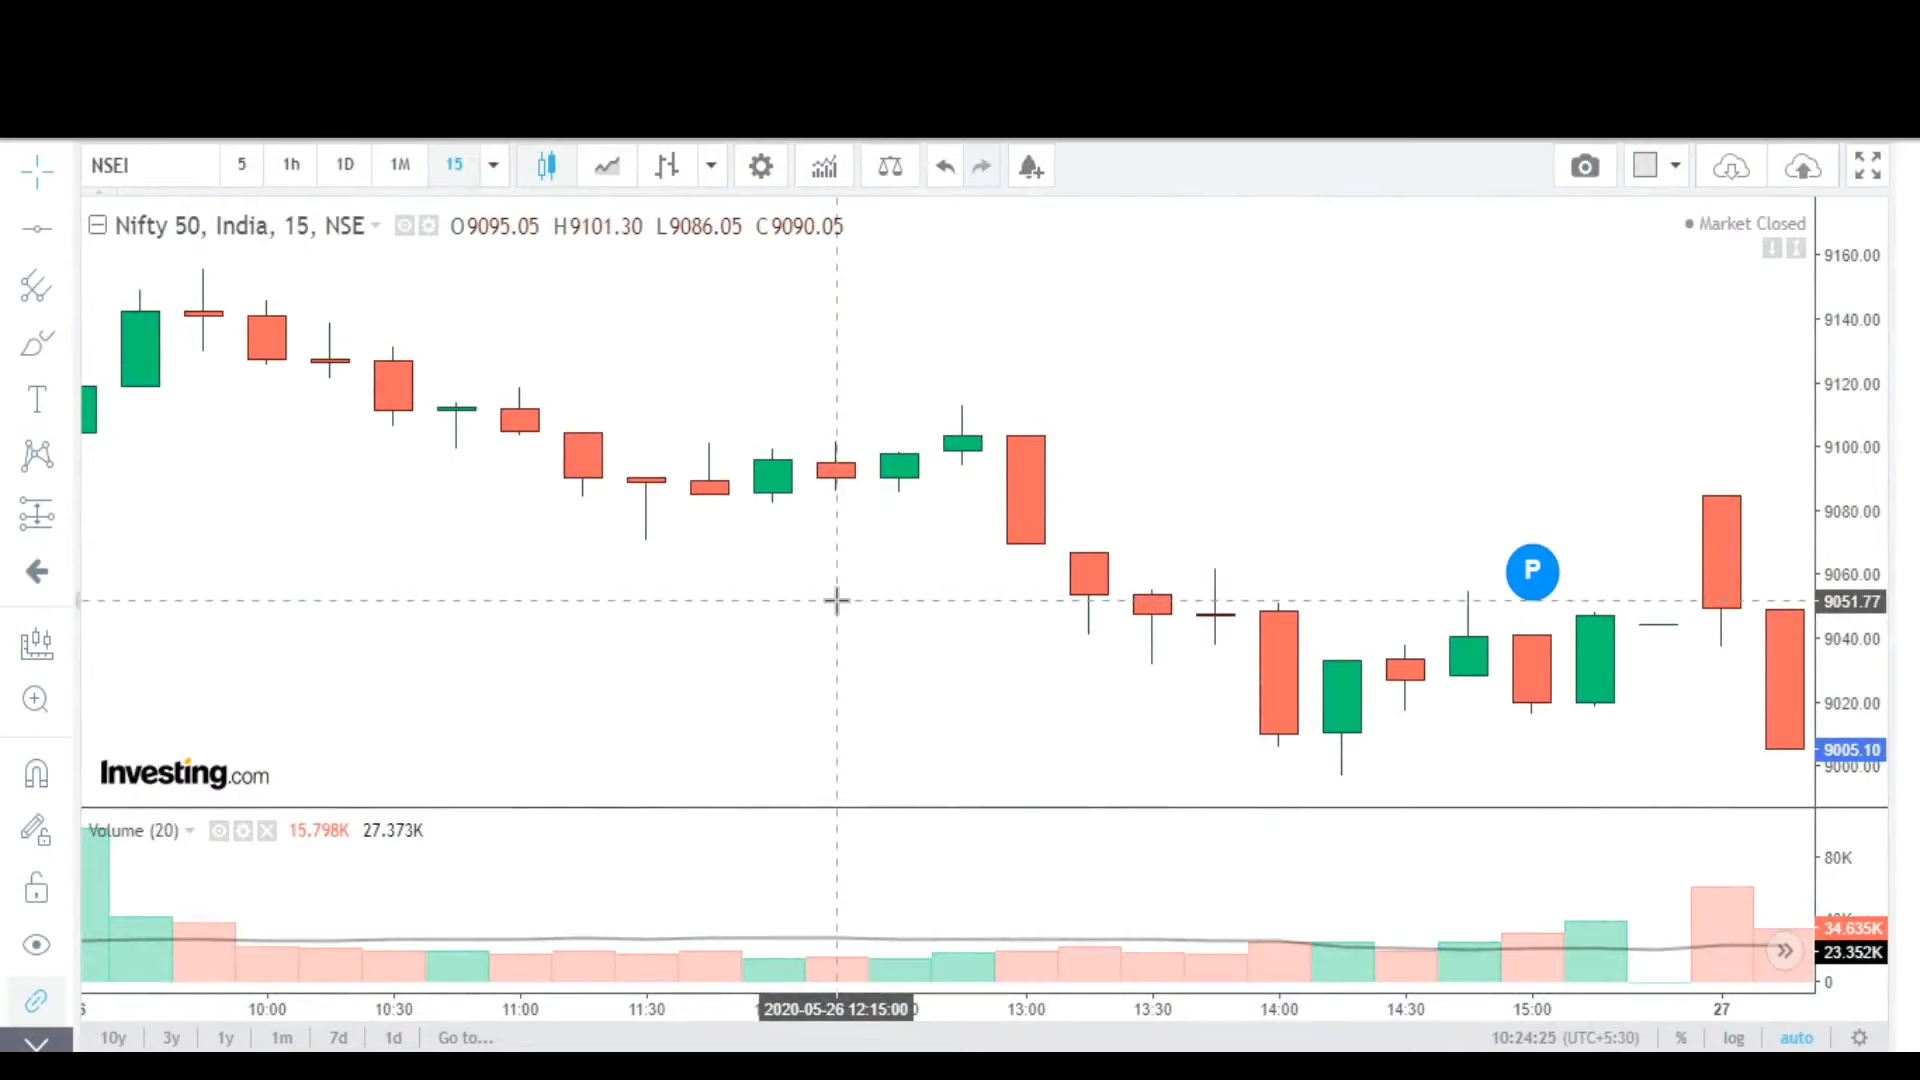 NSEI 5 1h 1D 1M 15
Nifty 50, India, 15, NSE O9095.05 H9101.30 L9086.05 C9090.05
Market Closed
9160.00
9140.00
9120.00
9100.00
9080.00
P
9060.00
9051.77
9040.00
9020.00
9005.10
9000.00
Investing.com
Volume (20) 15.798K 27.373K
80K
34.635K
23.352K
0
10:00 10:30 11:00 11:30 2020-05-26 12:15:00 13:00 13:30 14:00 14:30 15:00 27
10y 3y 1y 1m 7d 1d Go to... 10:24:25 (UTC+5:30) % log auto